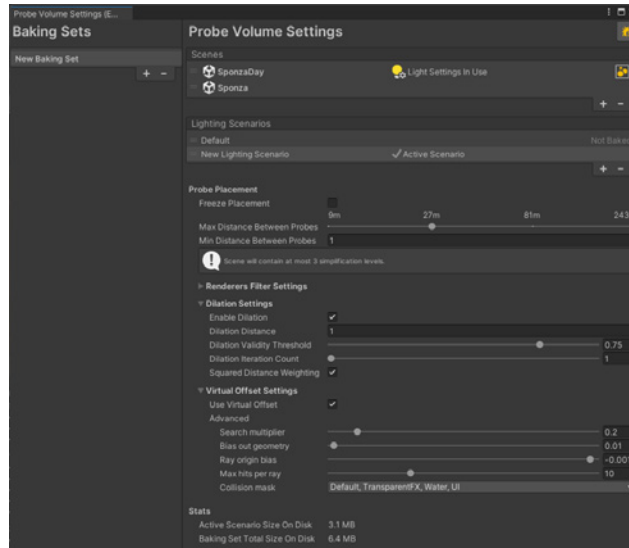 Probe Volume Settings (E...
Baking Sets
New Baking Set
Probe Volume Settings
Scenes
SponzaDay Light Settings In Use
Sponza
Lighting Scenarios
Default Not Baked
New Lighting Scenario Active Scenario
Probe Placement
Freeze Placement
9m 27m 81m 243
Max Distance Between Probes
Min Distance Between Probes 1
Scene will contain at most 3 simplification levels.
Renderers Filter Settings
Dilation Settings
Enable Dilation
Dilation Distance 1
Dilation Validity Threshold 0.75
Dilation Iteration Count 1
Squared Distance Weighting
Virtual Offset Settings
Use Virtual Offset
Advanced
Search multiplier 0.2
Bias out geometry 0.01
Ray origin bias -0.001
Max hits per ray 10
Collision mask Default, TransparentFX, Water, UI
Stats
Active Scenario Size On Disk 3.1 MB
Baking Set Total Size On Disk 6.4 MB